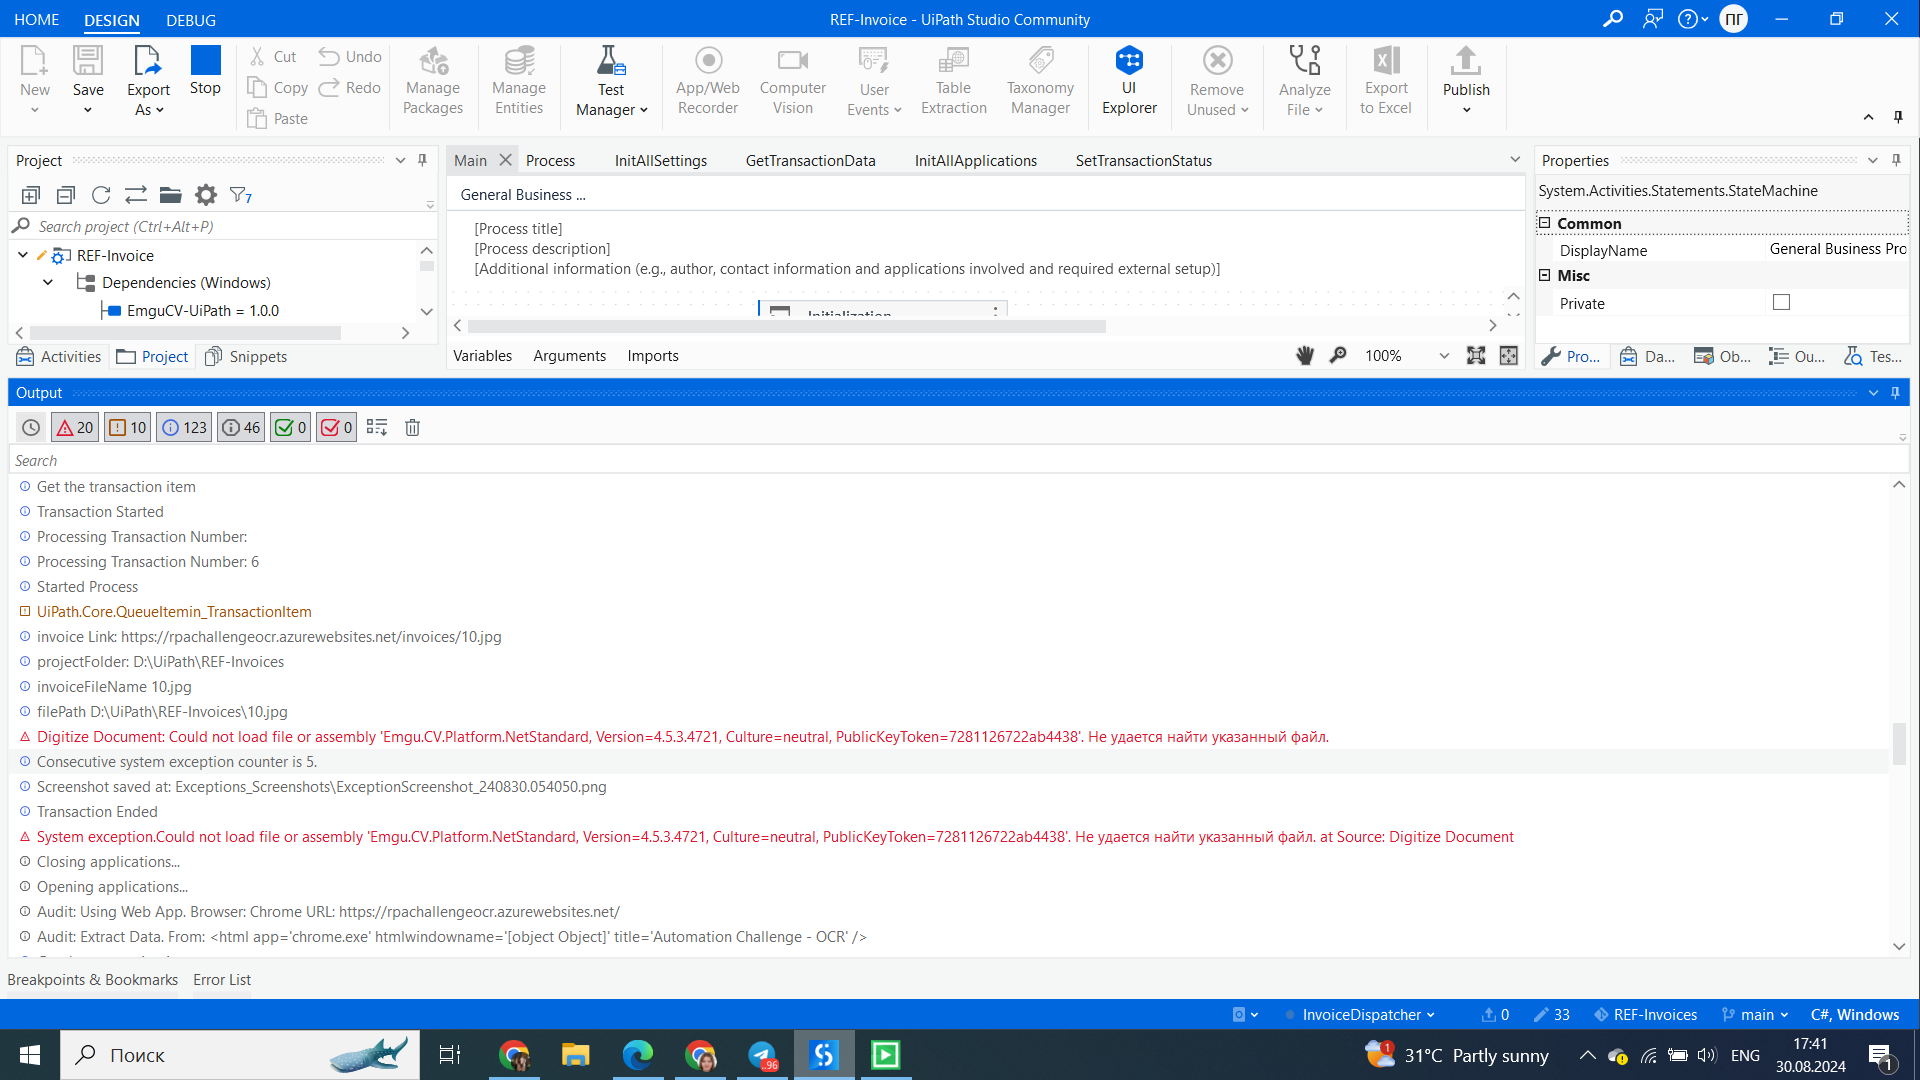 HOME DESIGN DEBUG REF-Invoice - UiPath Studio Community ПГ
New Save Export As Stop Cut Copy Paste Undo Redo Manage Packages Manage Entities Test Manager App/Web Recorder Computer Vision User Events Table Extraction Taxonomy Manager UI Explorer Remove Unused Analyze File Export to Excel Publish
Project
7
Search project (Ctrl+Alt+P)
REF-Invoice
Dependencies (Windows)
EmguCV-UiPath = 1.0.0
Activities Project Snippets
Main Process InitAllSettings GetTransactionData InitAllApplications SetTransactionStatus
General Business ...
[Process title]
[Process description]
[Additional information (e.g., author, contact information and applications involved and required external setup)]
Initialization
Variables Arguments Imports 100%
Properties
System.Activities.Statements.StateMachine
Common
DisplayName General Business Pro
Misc
Private
Pro... Da... Ob... Ou... Tes...
Output
20 10 123 46 0 0
Search
Get the transaction item
Transaction Started
Processing Transaction Number:
Processing Transaction Number: 6
Started Process
UiPath.Core.QueueItemin_TransactionItem
invoice Link: https://rpachallengeocr.azurewebsites.net/invoices/10.jpg
projectFolder: D:\UiPath\REF-Invoices
invoiceFileName 10.jpg
filePath D:\UiPath\REF-Invoices\10.jpg
Digitize Document: Could not load file or assembly 'Emgu.CV.Platform.NetStandard, Version=4.5.3.4721, Culture=neutral, PublicKeyToken=7281126722ab4438'. Не удается найти указанный файл.
Consecutive system exception counter is 5.
Screenshot saved at: Exceptions_Screenshots\ExceptionScreenshot_240830.054050.png
Transaction Ended
System exception.Could not load file or assembly 'Emgu.CV.Platform.NetStandard, Version=4.5.3.4721, Culture=neutral, PublicKeyToken=7281126722ab4438'. Не удается найти указанный файл. at Source: Digitize Document
Closing applications...
Opening applications...
Audit: Using Web App. Browser: Chrome URL: https://rpachallengeocr.azurewebsites.net/
Audit: Extract Data. From: <html app='chrome.exe' htmlwindowname='[object Object]' title='Automation Challenge - OCR' />
Breakpoints & Bookmarks Error List
InvoiceDispatcher 0 33 REF-Invoices main C#, Windows
Поиск ..96 1 31°C Partly sunny ENG 17:41 30.08.2024 1